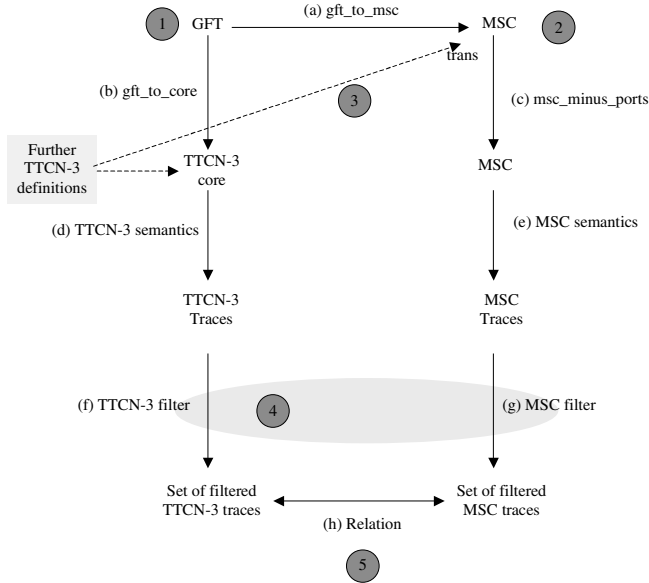 (a) gft_to_msc
1
GFT
MSC
2
trans
(b) gft_to_core
3
(c) msc_minus_ports
Further
TTCN-3
definitions
TTCN-3
core
MSC
(d) TTCN-3 semantics
(e) MSC semantics
TTCN-3
Traces
MSC
Traces
(f) TTCN-3 filter
4
(g) MSC filter
Set of filtered
TTCN-3 traces
Set of filtered
MSC traces
(h) Relation
5